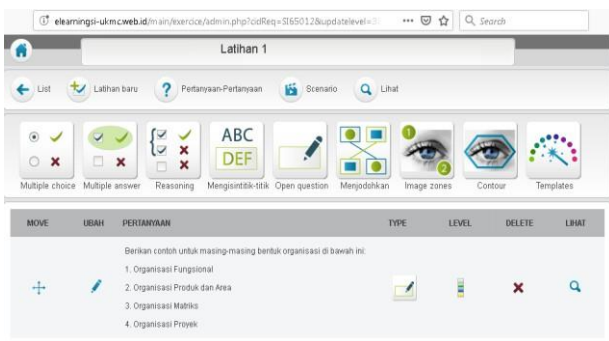 elearningsi-ukmc.web.id/main/exercice/admin.php?cidReq=SI65012&updatelevel=
Search
Latihan 1
List
Latihan baru
Pertanyaan-Pertanyaan
Scenario
Lihat
ABC
DEF
1
2
Multiple choice
Multiple answer
Reasoning
Mengisintitik-titik
Open question
Menjodohkan
Image zones
Contour
Templates
MOVE UBAH PERTANYAAN TYPE LEVEL DELETE LIHAT
Berikan contoh untuk masing-masing bentuk organisasi di bawah ini:
1. Organisasi Fungsional
2. Organisasi Produk dan Area
3. Organisasi Matriks
4. Organisasi Proyek